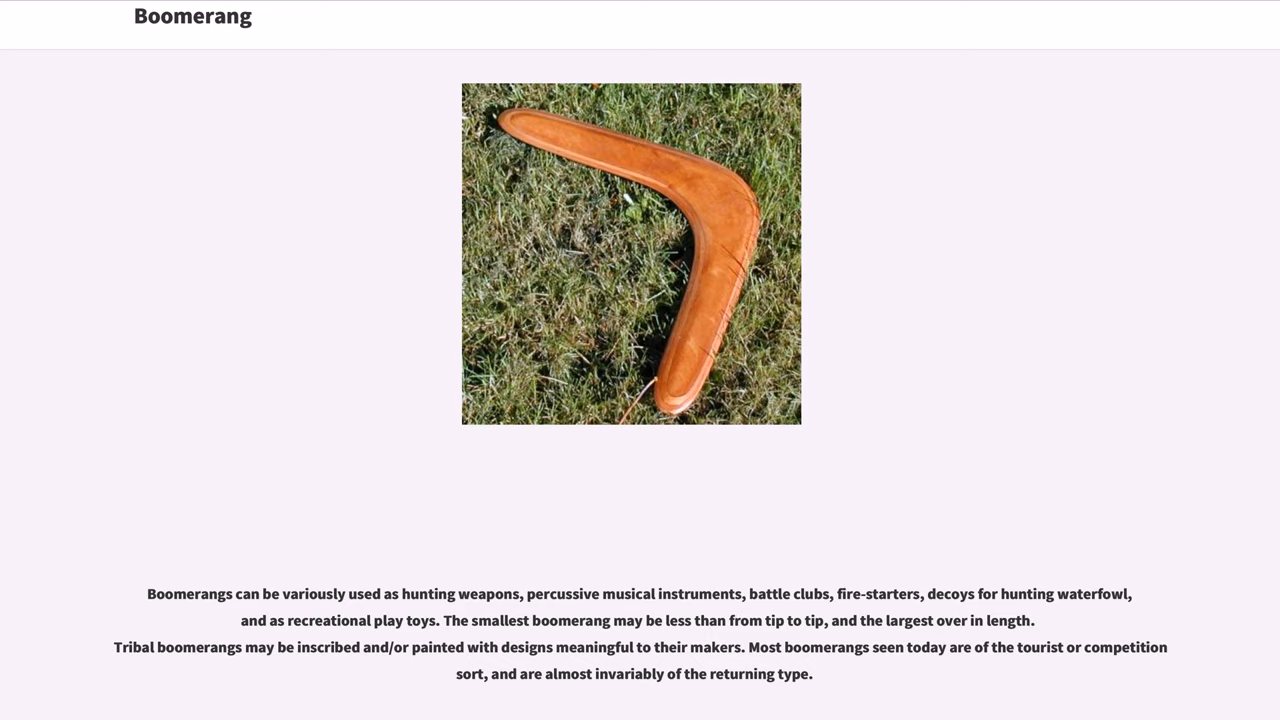 Boomerang
Boomerangs can be variously used as hunting weapons, percussive musical instruments, battle clubs, fire-starters, decoys for hunting waterfowl,
and as recreational play toys. The smallest boomerang may be less than from tip to tip, and the largest over in length.
Tribal boomerangs may be inscribed and/or painted with designs meaningful to their makers. Most boomerangs seen today are of the tourist or competition
sort, and are almost invariably of the returning type.